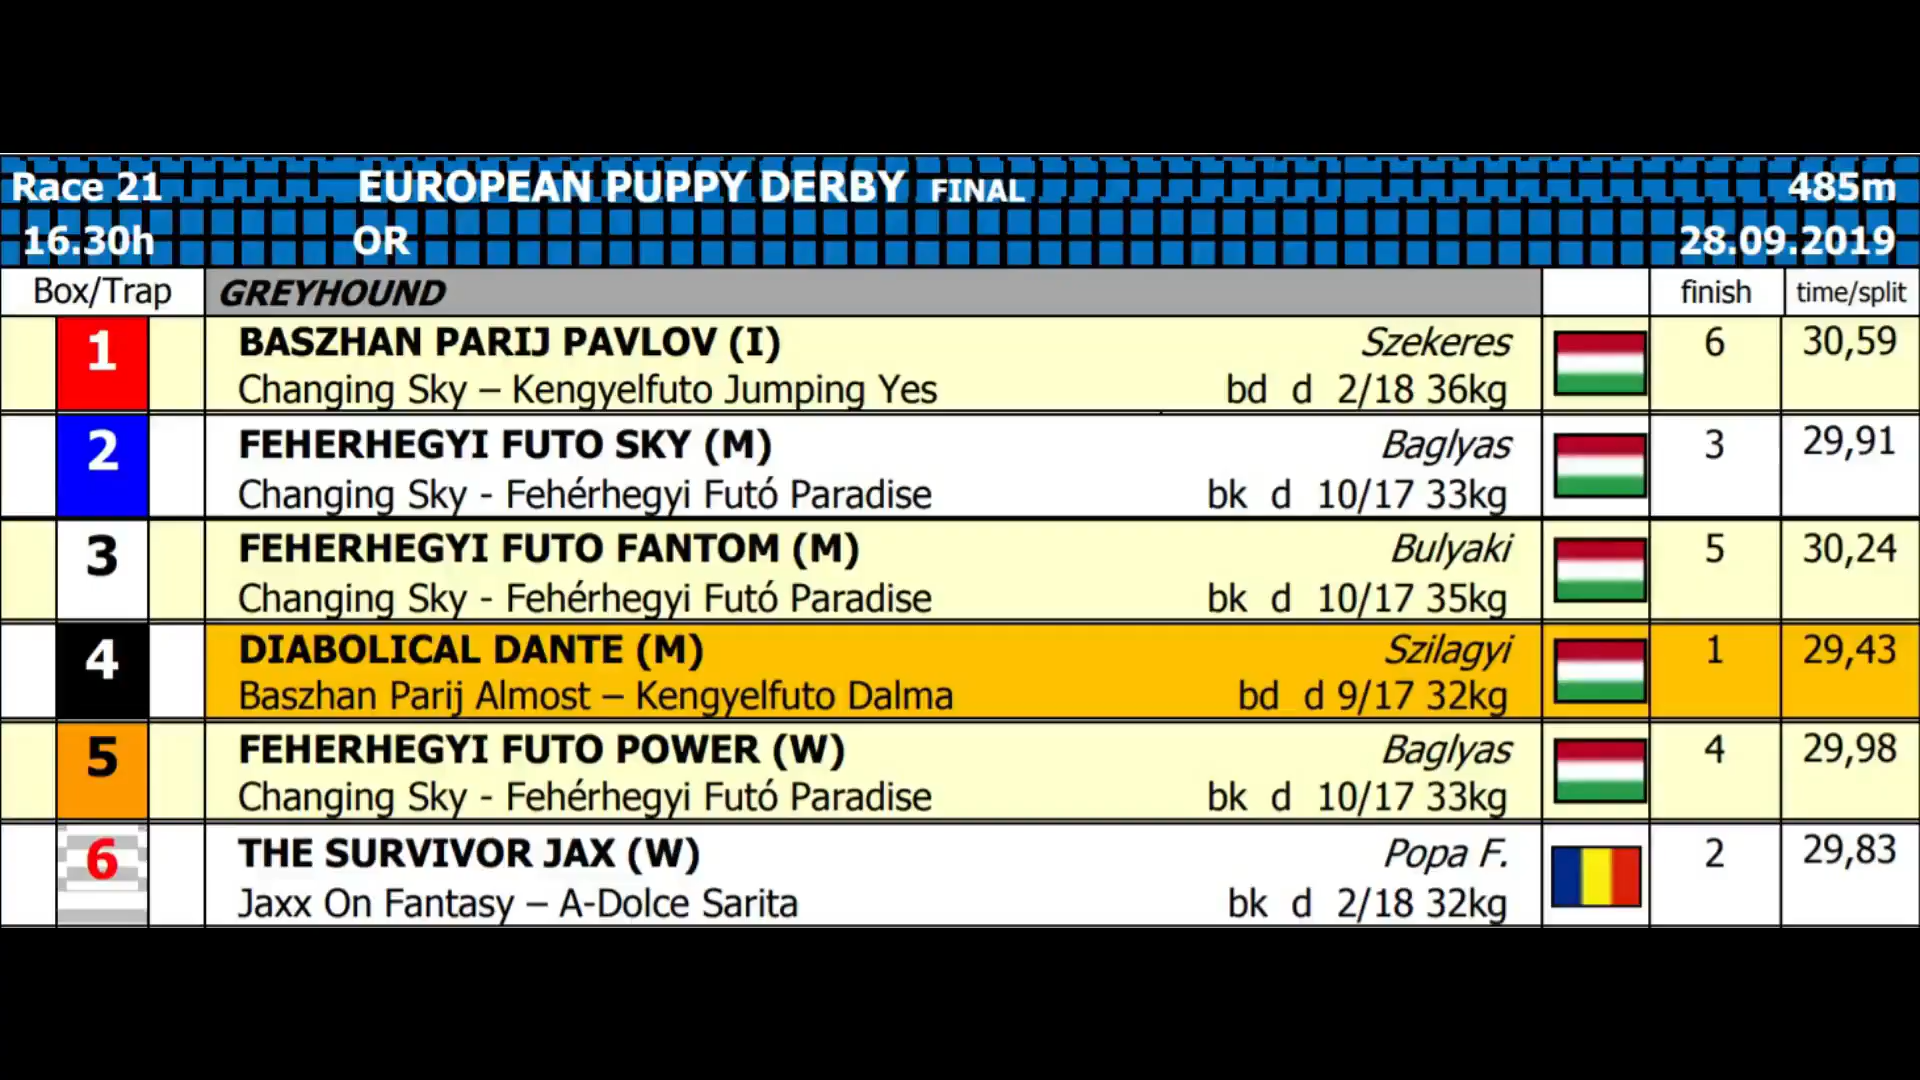 Race 21 EUROPEAN PUPPY DERBY FINAL 485m
16.30h OR 28.09.2019
Box/Trap GREYHOUND finish time/split
1 BASZHAN PARIJ PAVLOV (I) Szekeres 6 30,59
Changing Sky – Kengyelfuto Jumping Yes bd d 2/18 36kg
2 FEHERHEGYI FUTO SKY (M) Baglyas 3 29,91
Changing Sky - Fehérhegyi Futó Paradise bk d 10/17 33kg
3 FEHERHEGYI FUTO FANTOM (M) Bulyaki 5 30,24
Changing Sky - Fehérhegyi Futó Paradise bk d 10/17 35kg
4 DIABOLICAL DANTE (M) Szilagyi 1 29,43
Baszhan Parij Almost – Kengyelfuto Dalma bd d 9/17 32kg
5 FEHERHEGYI FUTO POWER (W) Baglyas 4 29,98
Changing Sky - Fehérhegyi Futó Paradise bk d 10/17 33kg
6 THE SURVIVOR JAX (W) Popa F. 2 29,83
Jaxx On Fantasy – A-Dolce Sarita bk d 2/18 32kg